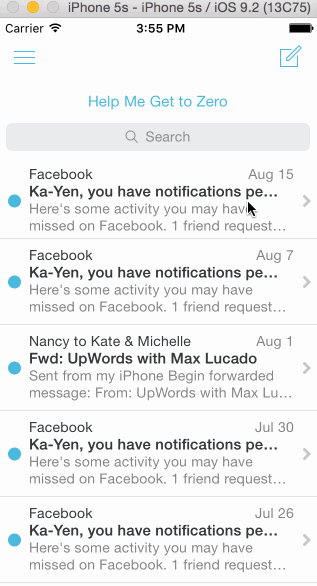 iPhone 5s - iPhone 5s / iOS 9.2 (13C75)
Carrier 3:55 PM
Help Me Get to Zero
Search
Facebook Aug 15
Ka-Yen, you have notifications pe...
Here's some activity you may have
missed on Facebook. 1 friend request...
Facebook Aug 7
Ka-Yen, you have notifications pe...
Here's some activity you may have
missed on Facebook. 1 friend request...
Nancy to Kate & Michelle Aug 1
Fwd: UpWords with Max Lucado
Sent from my iPhone Begin forwarded
message: From: UpWords with Max Lu...
Facebook Jul 30
Ka-Yen, you have notifications pe...
Here's some activity you may have
missed on Facebook. 1 friend request...
Facebook Jul 26
Ka-Yen, you have notifications pe...
Here's some activity you may have
missed on Facebook. 1 friend request...